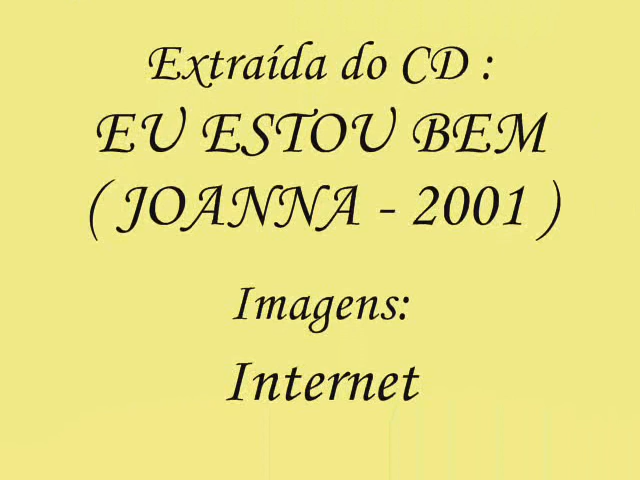 Extraída do CD :
EU ESTOU BEM
( JOANNA - 2001 )
Imagens:
Internet